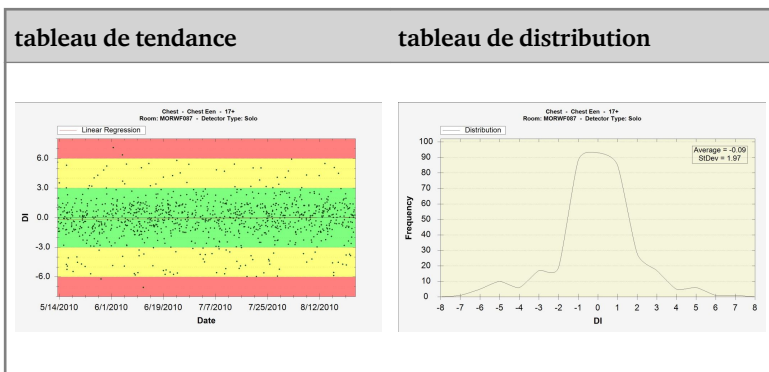 tableau de tendance
tableau de distribution
Chest - Chest Een - 17+
Room: MORWF087 - Detector Type: Solo
Linear Regression
6.0
3.0
0.0
-3.0
-6.0
DI
5/14/2010 6/1/2010 6/19/2010 7/7/2010 7/25/2010 8/12/2010
Date
Chest - Chest Een - 17+
Room: MORWF087 - Detector Type: Solo
Distribution
Average = -0.09
StDev = 1.97
100
90
80
70
60
50
40
30
20
10
0
Frequency
-8 -7 -6 -5 -4 -3 -2 -1 0 1 2 3 4 5 6 7 8
DI